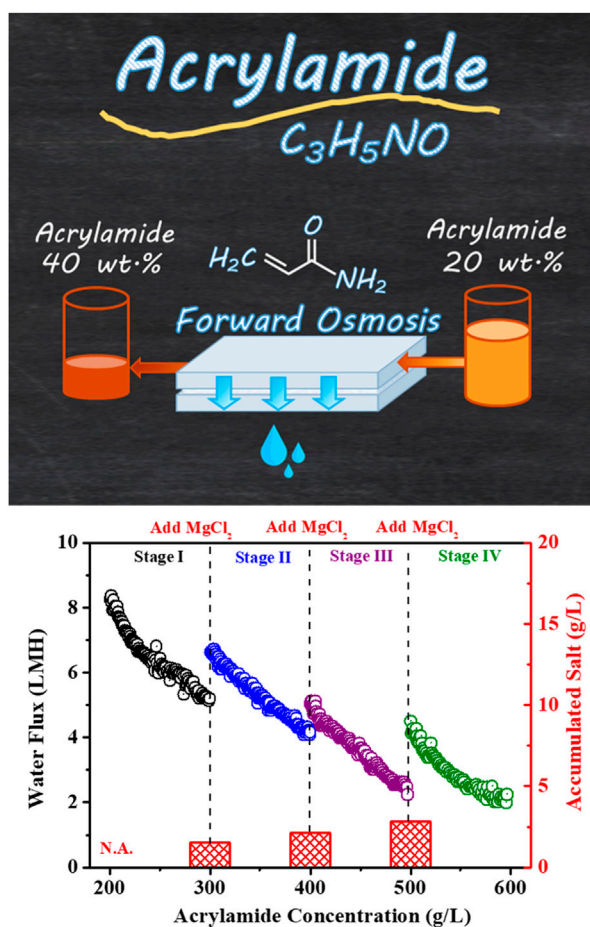 Acrylamide
C₃H₅NO
Acrylamide
40 wt·%
Acrylamide
20 wt·%
O
H₂C
NH₂
Forward Osmosis
Add MgCl₂ Add MgCl₂ Add MgCl₂
10
8
6
4
2
0
Water Flux (LMH)
Stage I Stage II Stage III Stage IV
N.A.
20
15
10
5
0
Accumulated Salt (g/L)
200 300 400 500 600
Acrylamide Concentration (g/L)